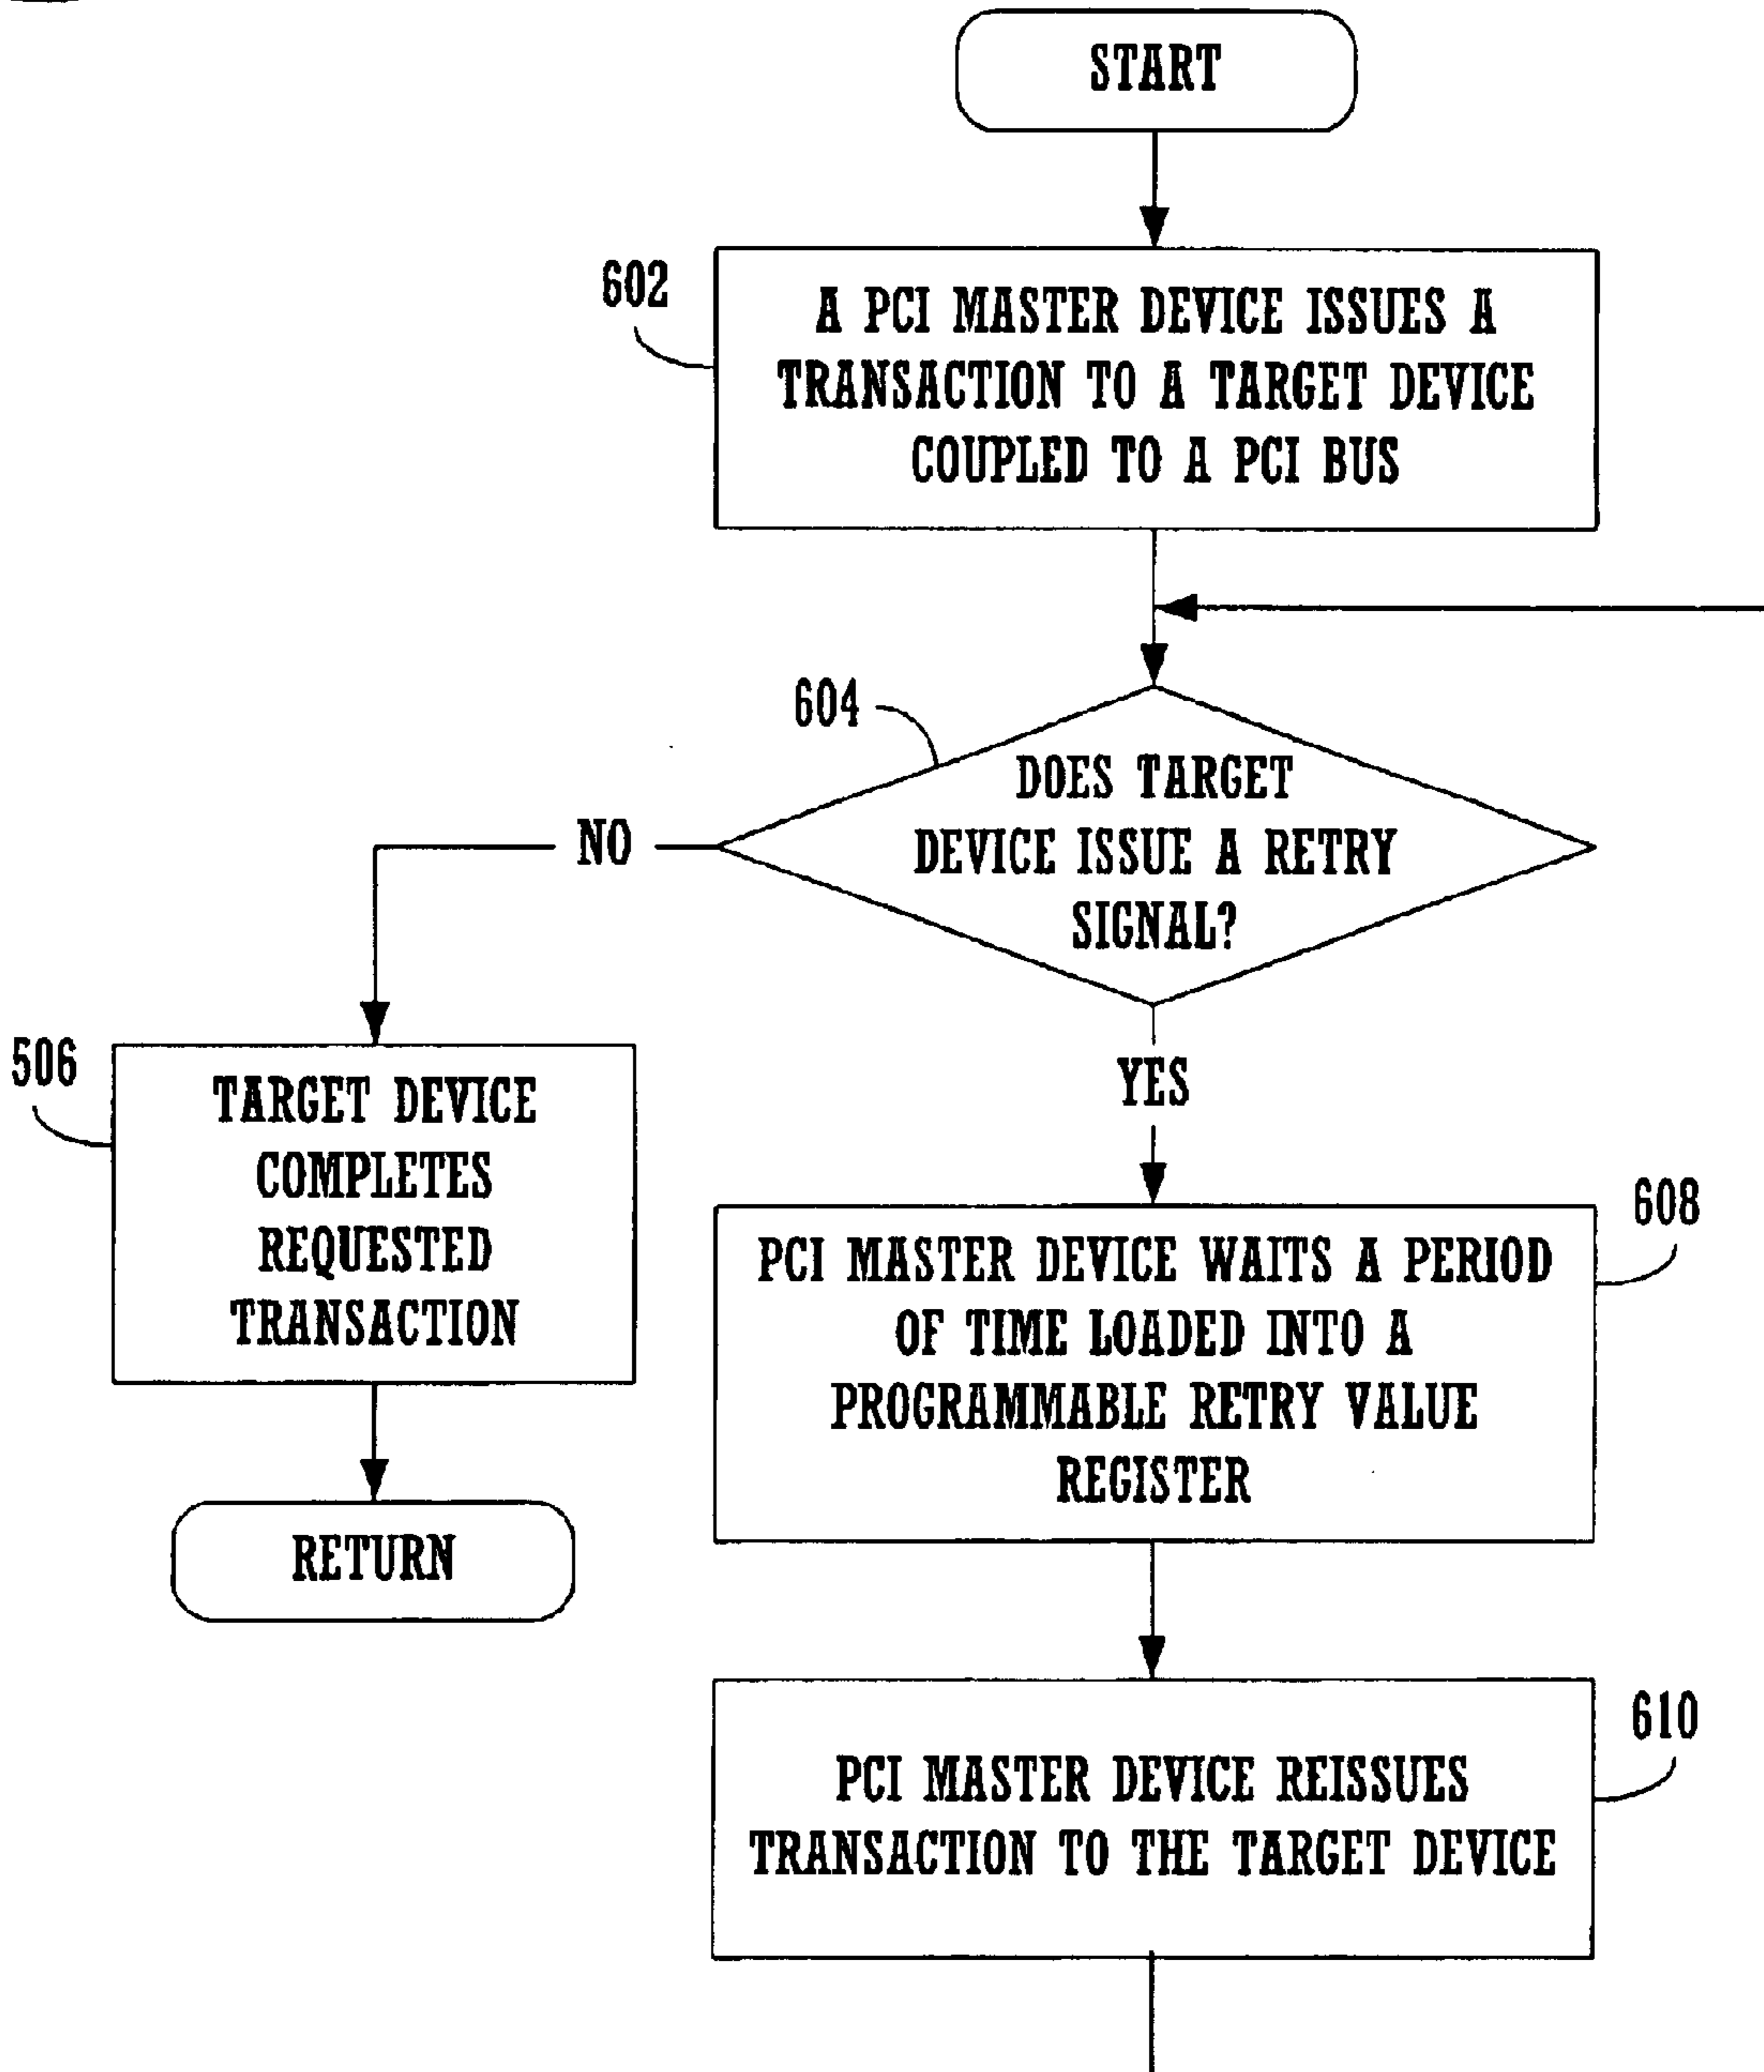 START
602
A PCI MASTER DEVICE ISSUES A
TRANSACTION TO A TARGET DEVICE
COUPLED TO A PCI BUS
604
DOES TARGET
DEVICE ISSUE A RETRY
SIGNAL?
NO
YES
506
TARGET DEVICE
COMPLETES
REQUESTED
TRANSACTION
RETURN
608
PCI MASTER DEVICE WAITS A PERIOD
OF TIME LOADED INTO A
PROGRAMMABLE RETRY VALUE
REGISTER
610
PCI MASTER DEVICE REISSUES
TRANSACTION TO THE TARGET DEVICE